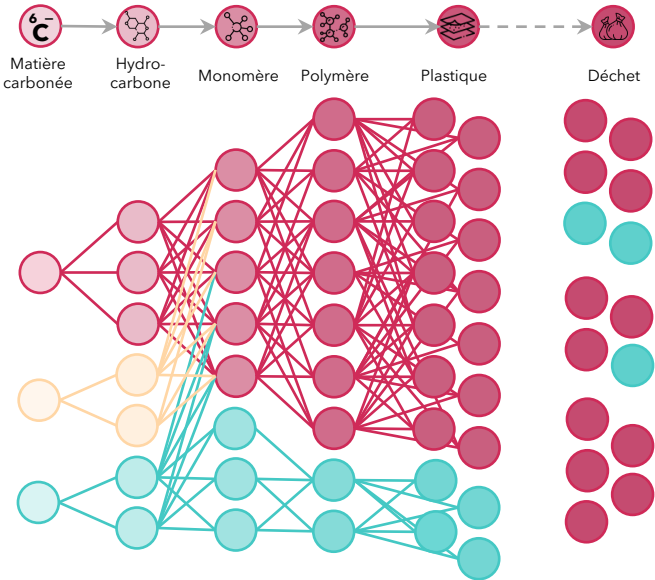 6 –
C
Matière
carbonée
Hydro-
carbone
Monomère
Polymère
Plastique
Déchet